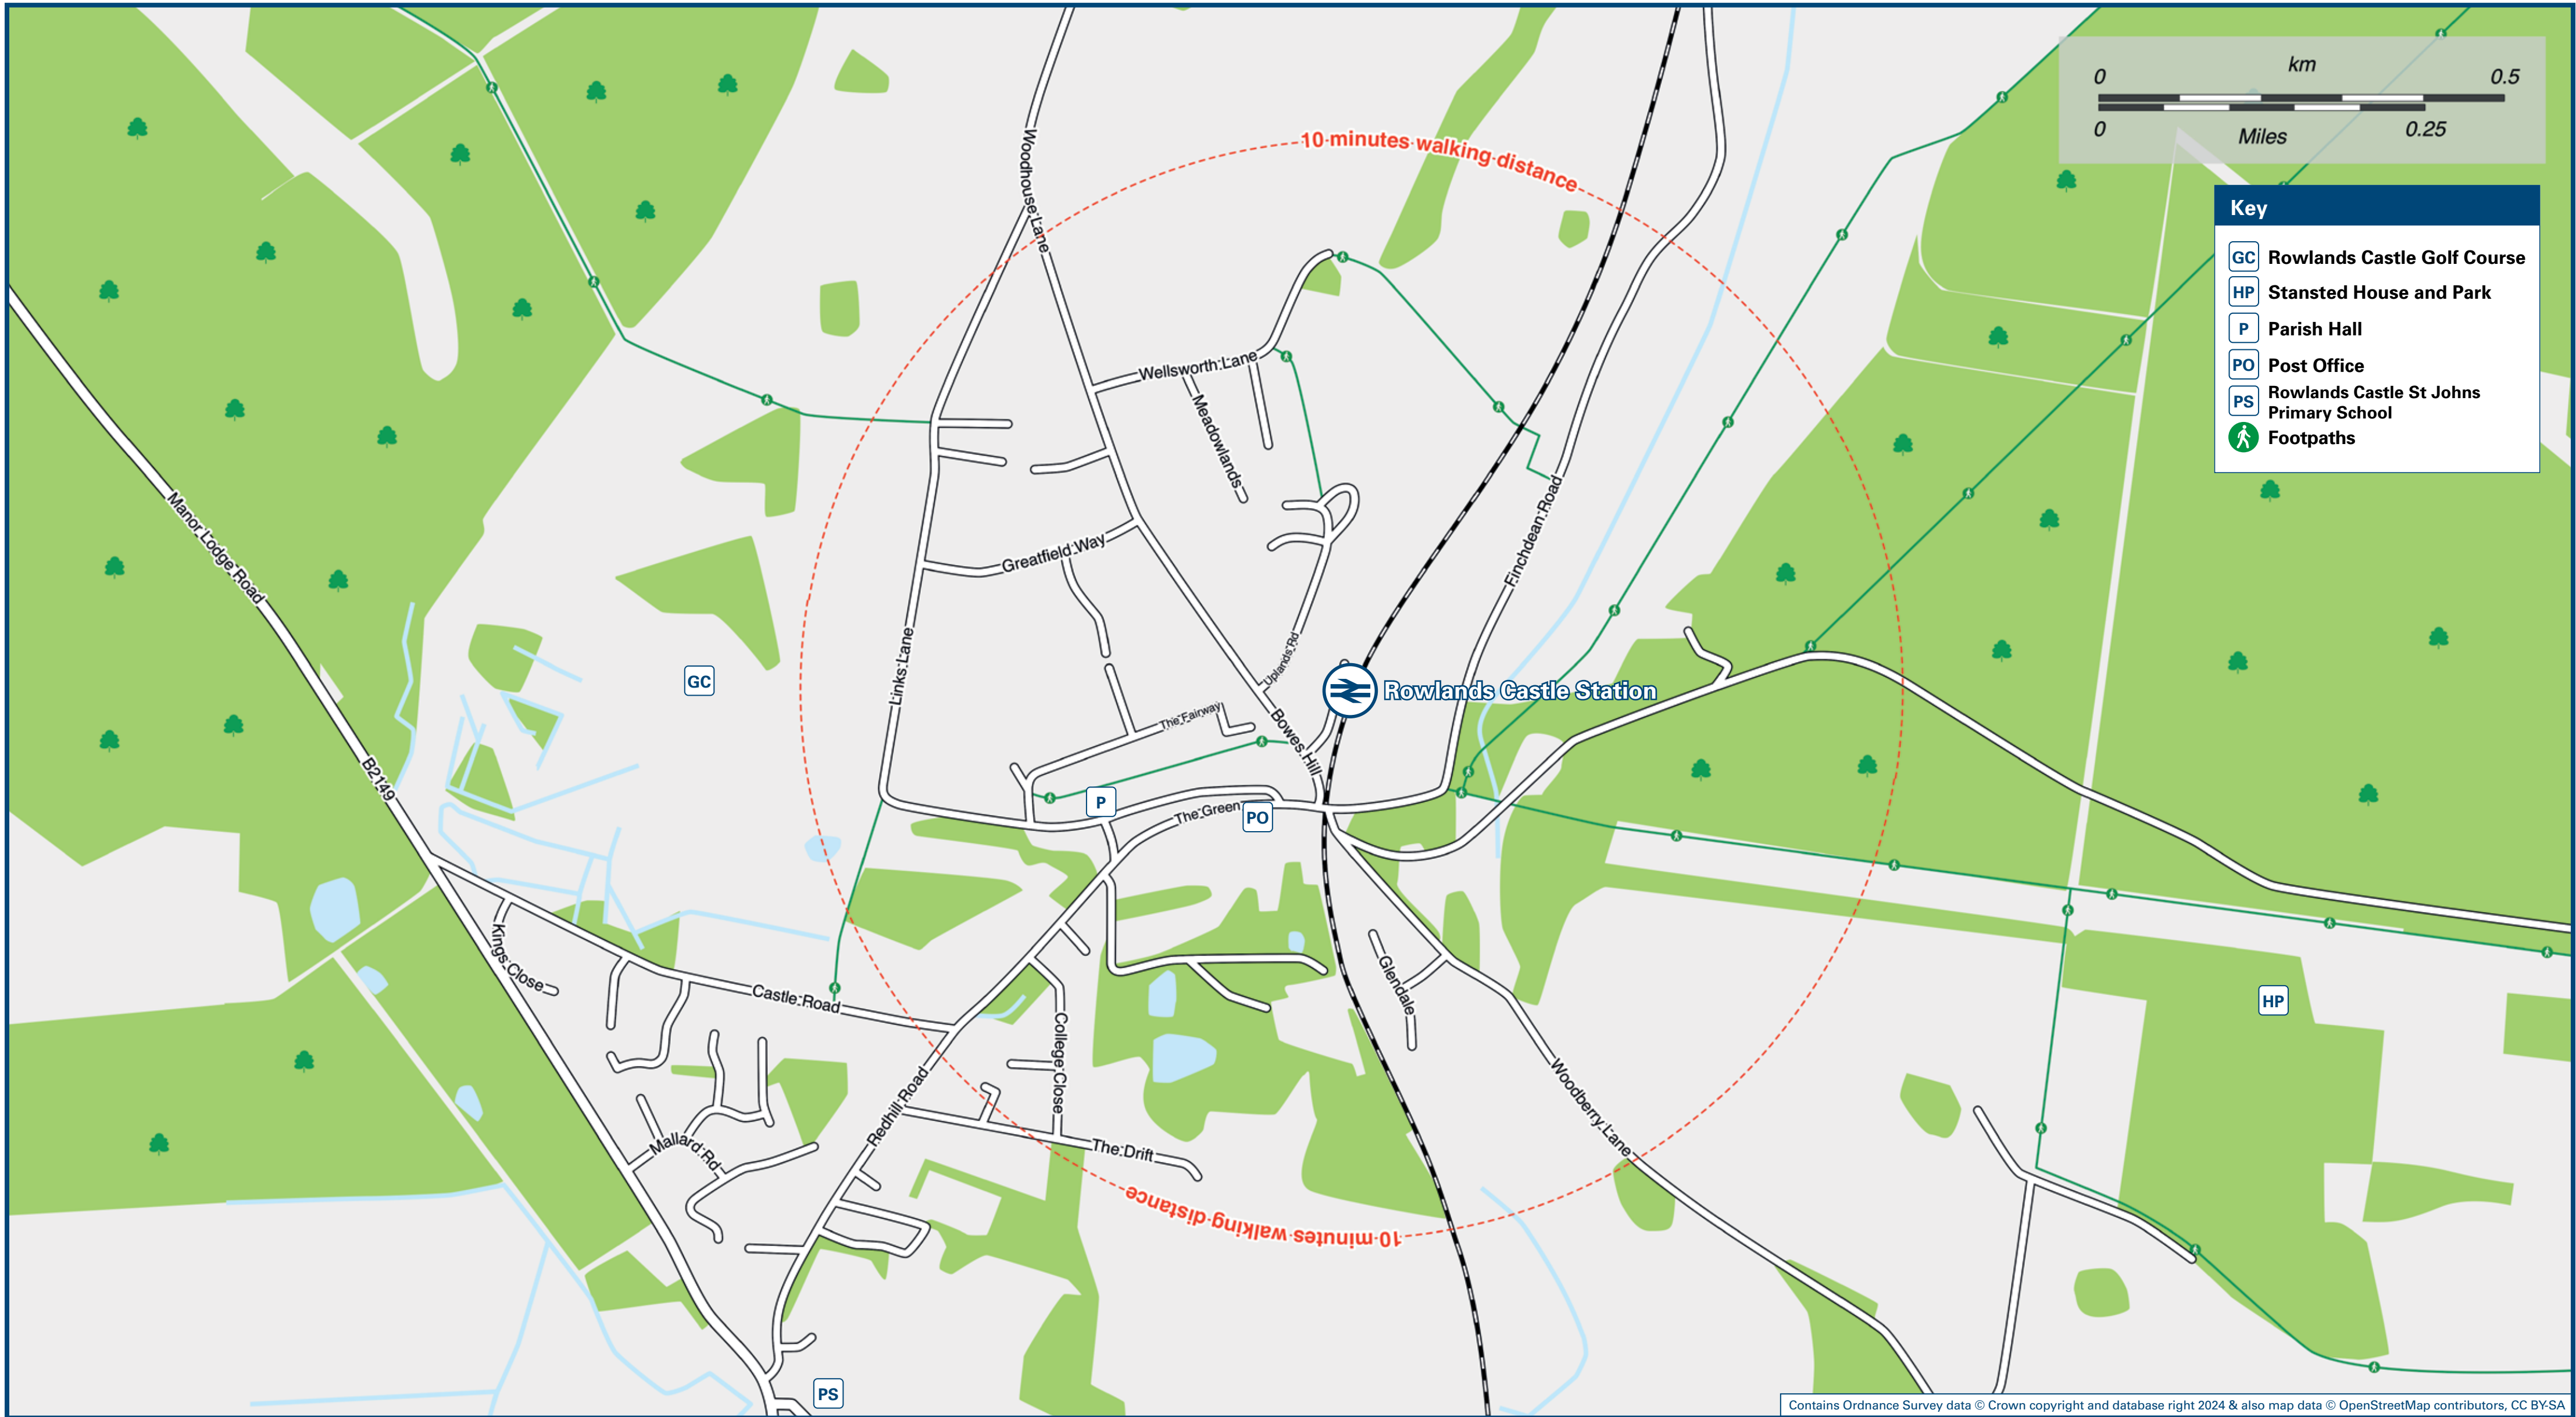 10 minutes walking distance
km
0 0.5
0 Miles 0.25
Key
GC Rowlands Castle Golf Course
HP Stansted House and Park
P Parish Hall
PO Post Office
PS Rowlands Castle St Johns
Primary School
Footpaths
Woodhouse Lane
Wellsworth Lane
Meadowlands
Manor Lodge Road
Greatfield Way
Finchdean Road
Links Lane
Uplands Rd
GC
Rowlands Castle Station
The Fairway
Bowes Hill
B2149
P
The Green
PO
Kings Close
Castle Road
Glendale
HP
College Close
Redhill Road
Woodberry Lane
Mallard Rd
The Drift
10 minutes walking distance
PS
Contains Ordnance Survey data © Crown copyright and database right 2024 & also map data © OpenStreetMap contributors, CC BY-SA